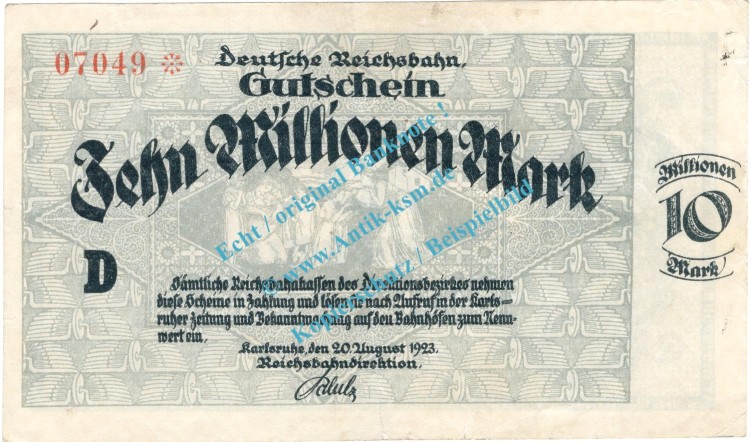 07049 *
Deutsche Reichsbahn.
Gutschein
Zehn Millionen Mark
Millionen
10
Mark
D
Sämtliche Reichsbahnkassen des Direktionsbezirkes nehmen
diese Scheine in Zahlung und lösen sie nach Aufruf in der Karls-
ruher Zeitung und Bekanntmachung auf den Bahnhöfen zum Nenn-
wert ein.
Karlsruhe, den 20. August 1923.
Reichsbahndirektion.
Echt / original Banknote !
© www.Antik-ksm.de
Kopierschutz / Beispielbild